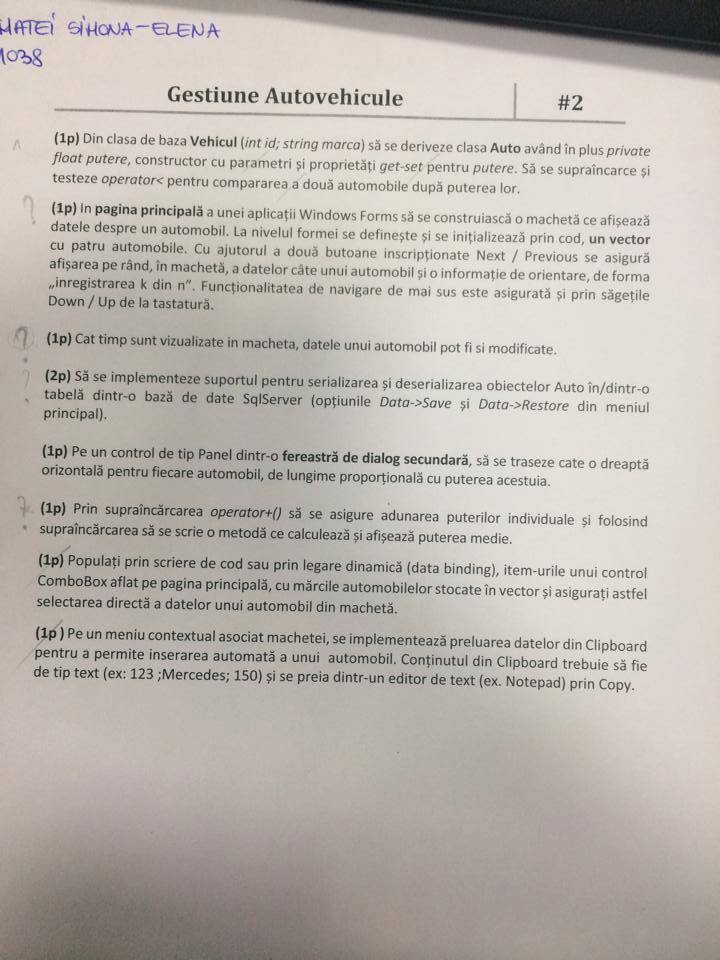 MATEI SIMONA-ELENA
1038
Gestiune Autovehicule #2
(1p) Din clasa de baza Vehicul (int id; string marca) să se deriveze clasa Auto având în plus private
float putere, constructor cu parametri și proprietăți get-set pentru putere. Să se supraîncarce și
testeze operator< pentru compararea a două automobile după puterea lor.
?
(1p) In pagina principală a unei aplicații Windows Forms să se construiască o machetă ce afișează
datele despre un automobil. La nivelul formei se definește și se inițializează prin cod, un vector
cu patru automobile. Cu ajutorul a două butoane inscripționate Next / Previous se asigură
afișarea pe rând, în machetă, a datelor câte unui automobil și o informație de orientare, de forma
„inregistrarea k din n”. Funcționalitatea de navigare de mai sus este asigurată și prin săgețile
Down / Up de la tastatură.
?
(1p) Cat timp sunt vizualizate in macheta, datele unui automobil pot fi si modificate.
?
(2p) Să se implementeze suportul pentru serializarea și deserializarea obiectelor Auto în/dintr-o
tabelă dintr-o bază de date SqlServer (opțiunile Data->Save și Data->Restore din meniul
principal).
(1p) Pe un control de tip Panel dintr-o fereastră de dialog secundară, să se traseze cate o dreaptă
orizontală pentru fiecare automobil, de lungime proporțională cu puterea acestuia.
?
(1p) Prin supraîncărcarea operator+() să se asigure adunarea puterilor individuale și folosind
supraîncărcarea să se scrie o metodă ce calculează și afișează puterea medie.
(1p) Populați prin scriere de cod sau prin legare dinamică (data binding), item-urile unui control
ComboBox aflat pe pagina principală, cu mărcile automobilelor stocate în vector și asigurați astfel
selectarea directă a datelor unui automobil din machetă.
(1p ) Pe un meniu contextual asociat machetei, se implementează preluarea datelor din Clipboard
pentru a permite inserarea automată a unui automobil. Conținutul din Clipboard trebuie să fie
de tip text (ex: 123 ;Mercedes; 150) și se preia dintr-un editor de text (ex. Notepad) prin Copy.